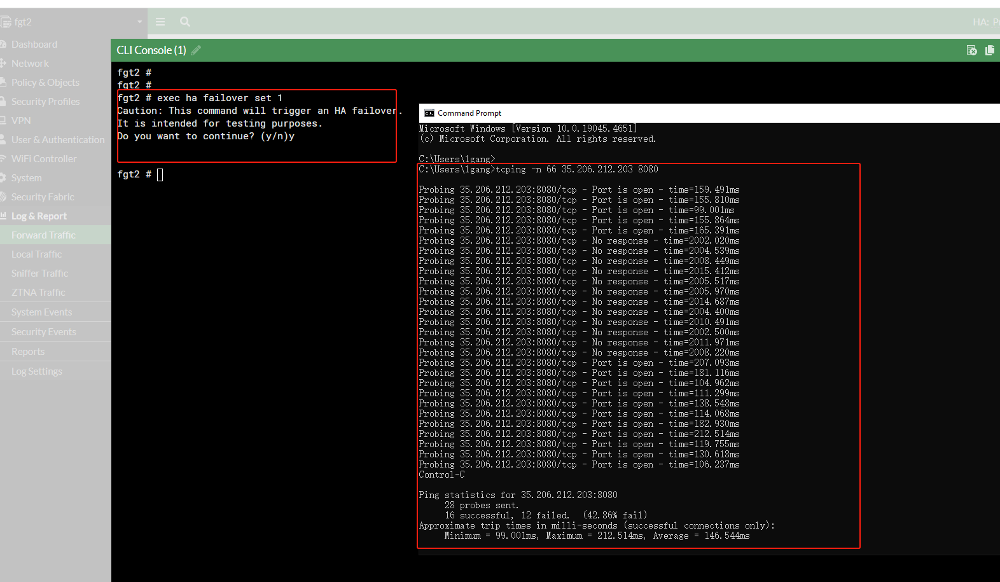 fgt2
HA: P
Dashboard
Network
Policy & Objects
Security Profiles
VPN
User & Authentication
WiFi Controller
System
Security Fabric
Log & Report
Forward Traffic
Local Traffic
Sniffer Traffic
ZTNA Traffic
System Events
Security Events
Reports
Log Settings
CLI Console (1)
fgt2 #
fgt2 #
fgt2 # exec ha failover set 1
Caution: This command will trigger an HA failover.
It is intended for testing purposes.
Do you want to continue? (y/n)y
fgt2 #
Command Prompt
Microsoft Windows [Version 10.0.19045.4651]
(c) Microsoft Corporation. All rights reserved.
C:\Users\lgang>
C:\Users\lgang>tcping -n 66 35.206.212.203 8080
Probing 35.206.212.203:8080/tcp - Port is open - time=159.491ms
Probing 35.206.212.203:8080/tcp - Port is open - time=155.810ms
Probing 35.206.212.203:8080/tcp - Port is open - time=99.001ms
Probing 35.206.212.203:8080/tcp - Port is open - time=155.864ms
Probing 35.206.212.203:8080/tcp - Port is open - time=165.391ms
Probing 35.206.212.203:8080/tcp - No response - time=2002.020ms
Probing 35.206.212.203:8080/tcp - No response - time=2004.539ms
Probing 35.206.212.203:8080/tcp - No response - time=2008.449ms
Probing 35.206.212.203:8080/tcp - No response - time=2015.412ms
Probing 35.206.212.203:8080/tcp - No response - time=2005.517ms
Probing 35.206.212.203:8080/tcp - No response - time=2005.970ms
Probing 35.206.212.203:8080/tcp - No response - time=2014.687ms
Probing 35.206.212.203:8080/tcp - No response - time=2004.400ms
Probing 35.206.212.203:8080/tcp - No response - time=2010.491ms
Probing 35.206.212.203:8080/tcp - No response - time=2002.500ms
Probing 35.206.212.203:8080/tcp - No response - time=2011.971ms
Probing 35.206.212.203:8080/tcp - No response - time=2008.220ms
Probing 35.206.212.203:8080/tcp - Port is open - time=207.093ms
Probing 35.206.212.203:8080/tcp - Port is open - time=181.116ms
Probing 35.206.212.203:8080/tcp - Port is open - time=104.962ms
Probing 35.206.212.203:8080/tcp - Port is open - time=111.299ms
Probing 35.206.212.203:8080/tcp - Port is open - time=138.548ms
Probing 35.206.212.203:8080/tcp - Port is open - time=114.068ms
Probing 35.206.212.203:8080/tcp - Port is open - time=182.930ms
Probing 35.206.212.203:8080/tcp - Port is open - time=212.514ms
Probing 35.206.212.203:8080/tcp - Port is open - time=119.755ms
Probing 35.206.212.203:8080/tcp - Port is open - time=130.618ms
Probing 35.206.212.203:8080/tcp - Port is open - time=106.237ms
Control-C
Ping statistics for 35.206.212.203:8080
28 probes sent.
16 successful, 12 failed. (42.86% fail)
Approximate trip times in milli-seconds (successful connections only):
Minimum = 99.001ms, Maximum = 212.514ms, Average = 146.544ms